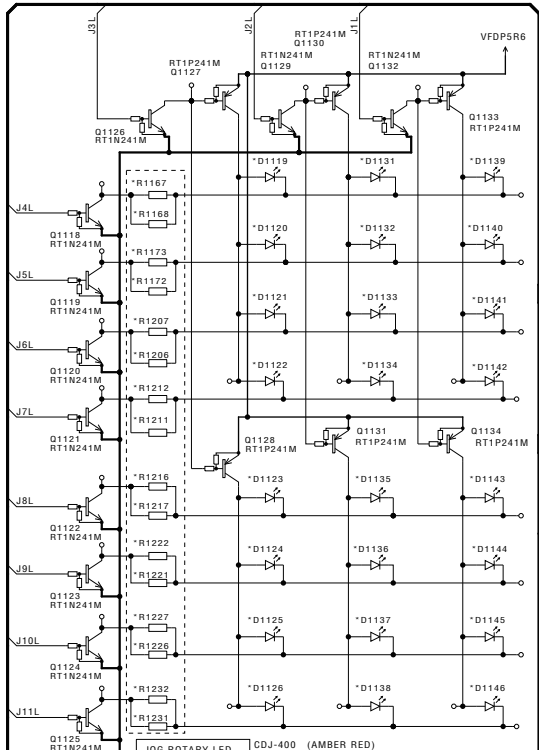 J3L
J2L
J1L
RT1P241M
Q1127
RT1P241M
Q1130
RT1N241M
Q1129
RT1N241M
Q1132
VFDP5R6
Q1126
RT1N241M
Q1133
RT1P241M
*D1119
*D1131
*D1139
*R1167
*R1168
J4L
Q1118
RT1N241M
*D1120
*D1132
*D1140
*R1173
*R1172
J5L
Q1119
RT1N241M
*D1121
*D1133
*D1141
*R1207
*R1206
J6L
Q1120
RT1N241M
*D1122
*D1134
*D1142
*R1212
*R1211
J7L
Q1121
RT1N241M
Q1128
RT1P241M
Q1131
RT1P241M
Q1134
RT1P241M
*R1216
*R1217
*D1123
*D1135
*D1143
J8L
Q1122
RT1N241M
*R1222
*R1221
*D1124
*D1136
*D1144
J9L
Q1123
RT1N241M
*R1227
*R1226
*D1125
*D1137
*D1145
J10L
Q1124
RT1N241M
*R1232
*R1231
*D1126
*D1138
*D1146
J11L
Q1125
RT1N241M
JOG ROTARY LED
CDJ-400 (AMBER RED)